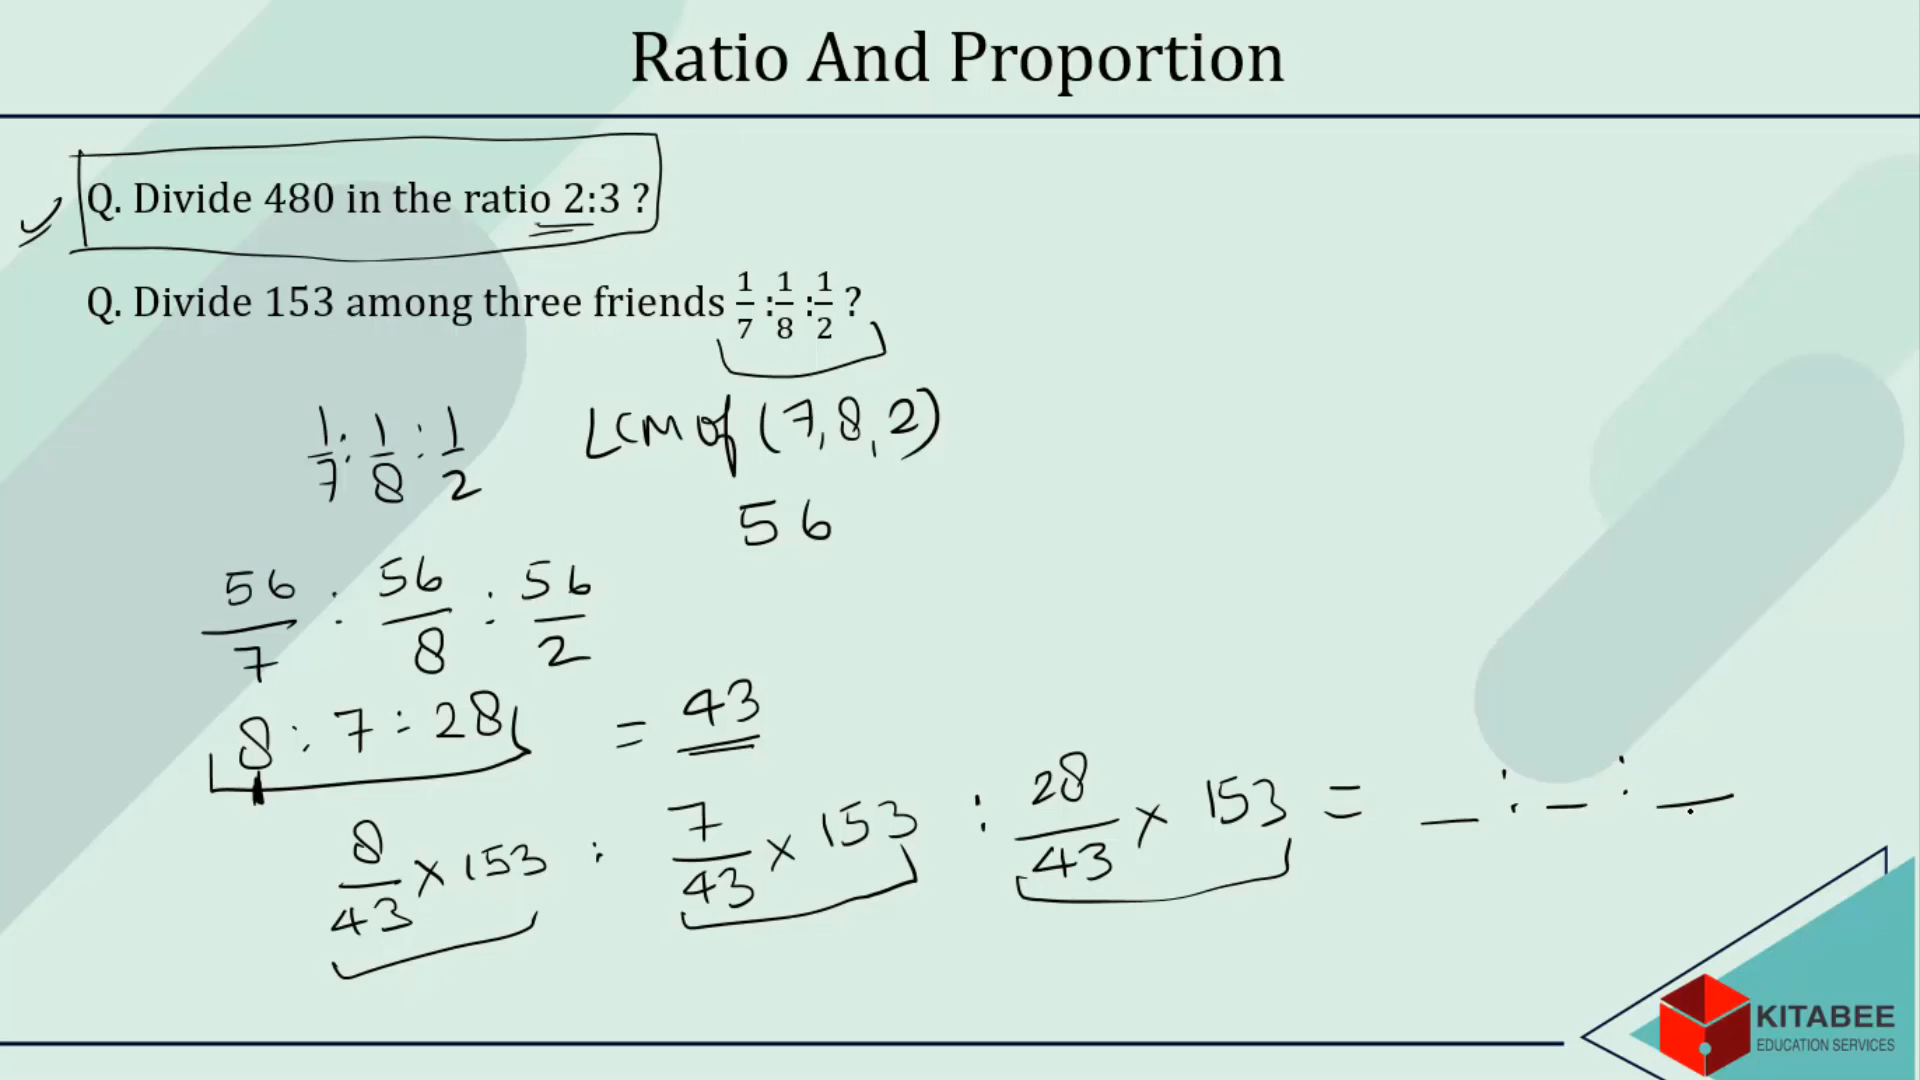 Ratio And Proportion
Q. Divide 480 in the ratio 2:3 ?
Q. Divide 153 among three friends 1/7 : 1/8 : 1/2 ?
1/7 : 1/8 : 1/2
LCM of (7, 8, 2)
56
56/7 : 56/8 : 56/2
8 : 7 : 28 = 43
8/43 × 153 : 7/43 × 153 : 28/43 × 153 = _ : _ : _
KITABEE
EDUCATION SERVICES